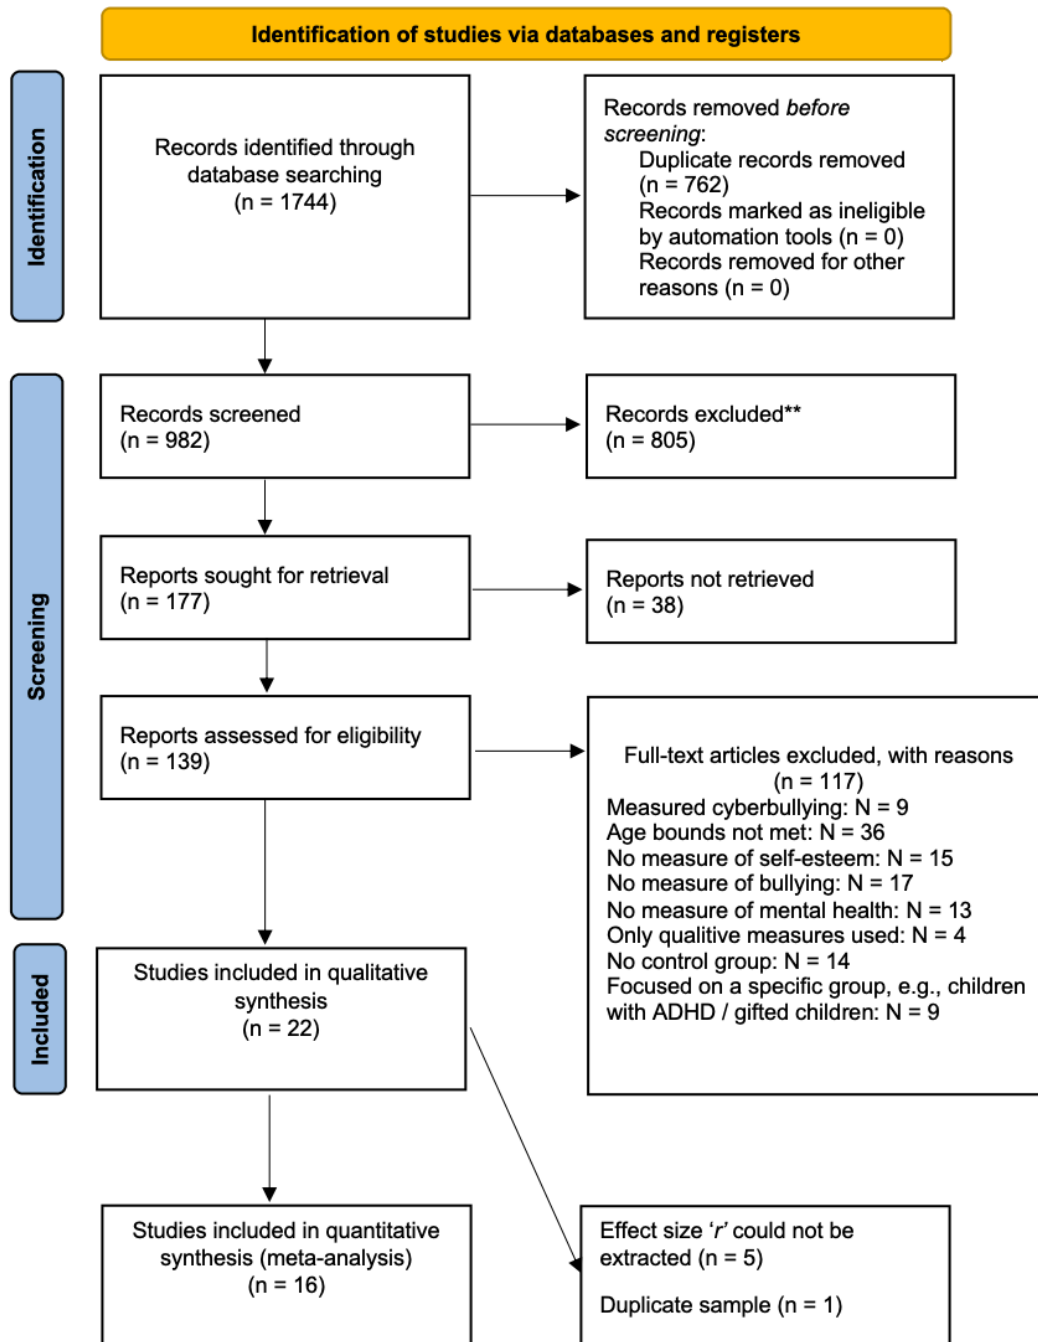 Identification of studies via databases and registers
Identification
Records identified through
database searching
(n = 1744)
Records removed before
screening:
Duplicate records removed
(n = 762)
Records marked as ineligible
by automation tools (n = 0)
Records removed for other
reasons (n = 0)
Screening
Records screened
(n = 982)
Records excluded**
(n = 805)
Reports sought for retrieval
(n = 177)
Reports not retrieved
(n = 38)
Reports assessed for eligibility
(n = 139)
Full-text articles excluded, with reasons
(n = 117)
Measured cyberbullying: N = 9
Age bounds not met: N = 36
No measure of self-esteem: N = 15
No measure of bullying: N = 17
No measure of mental health: N = 13
Only qualitive measures used: N = 4
No control group: N = 14
Focused on a specific group, e.g., children
with ADHD / gifted children: N = 9
Included
Studies included in qualitative
synthesis
(n = 22)
Studies included in quantitative
synthesis (meta-analysis)
(n = 16)
Effect size ‘r’ could not be
extracted (n = 5)
Duplicate sample (n = 1)